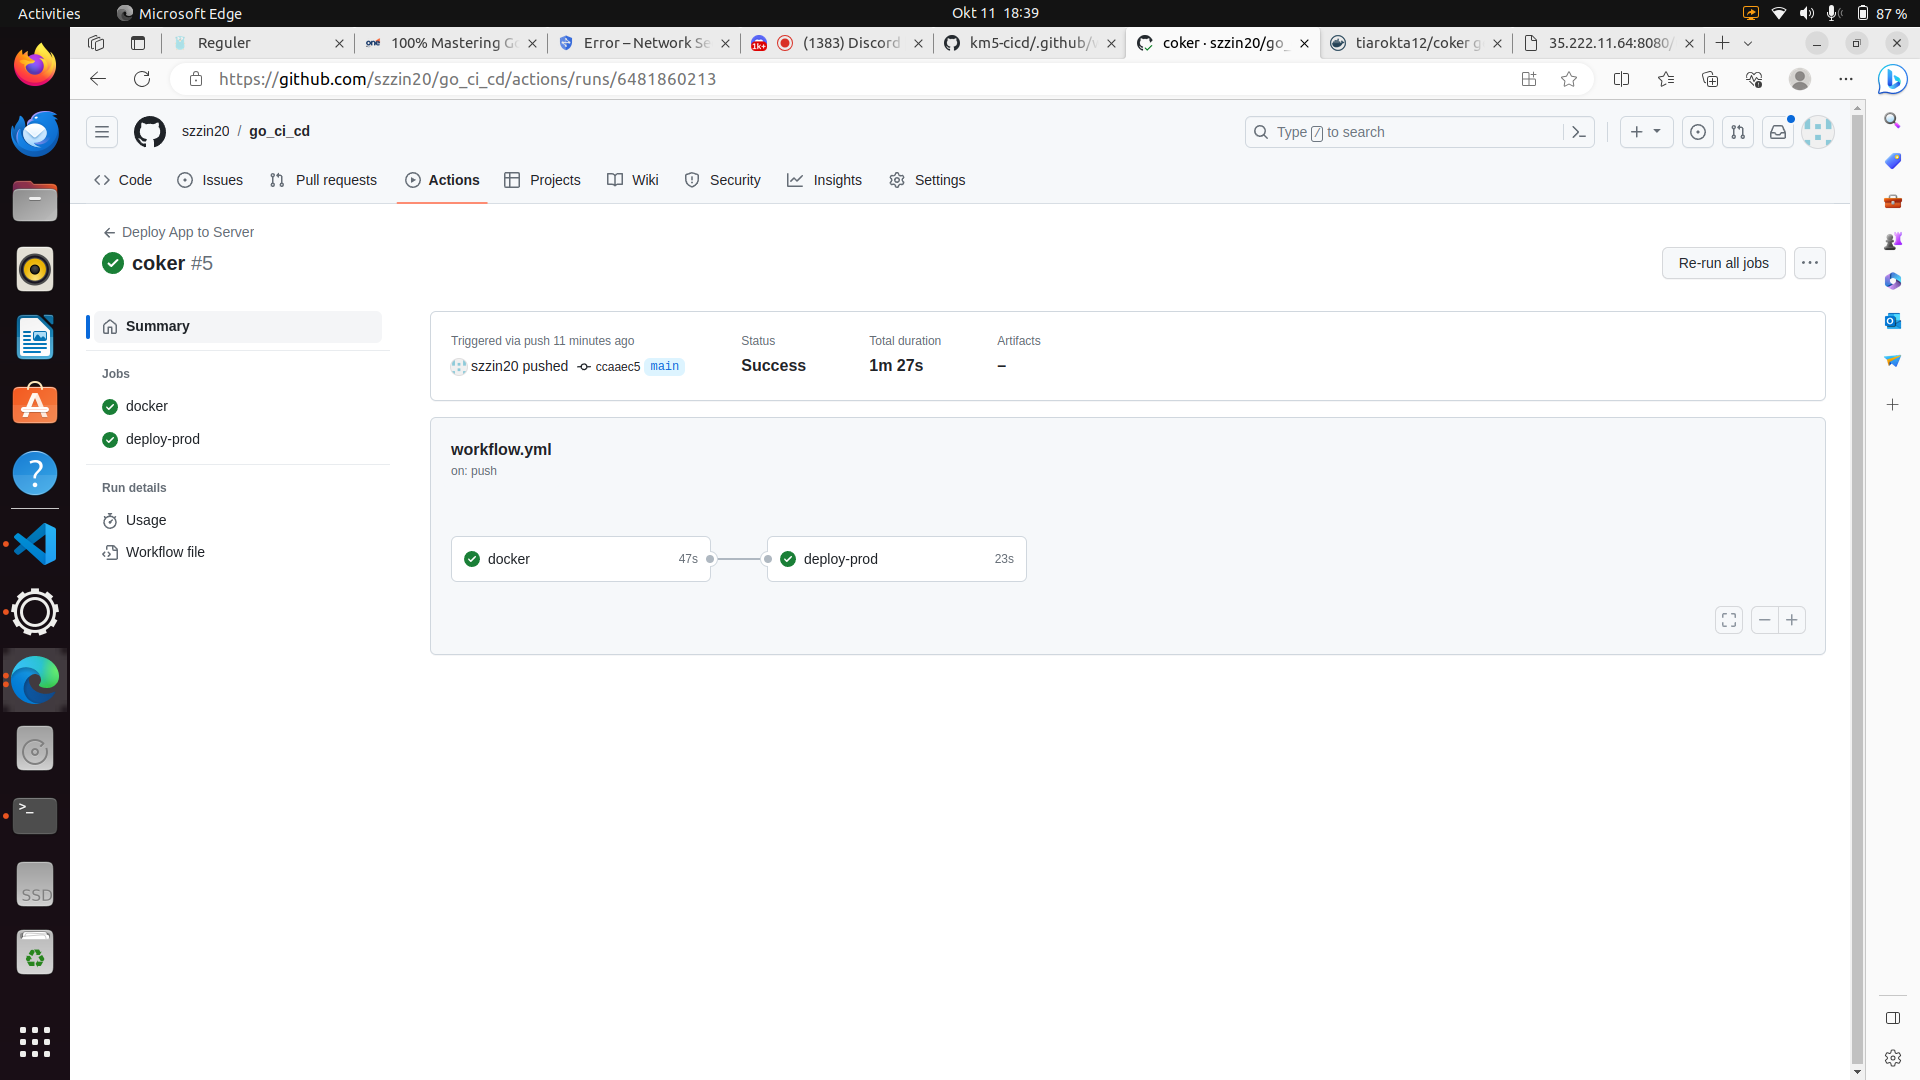 Activities
Microsoft Edge
Okt 11 18:39
87 %
Reguler
100% Mastering Go
Error – Network Se
1k+
(1383) Discord
km5-cicd/.github/w
coker · szzin20/go_
tiarokta12/coker g
35.222.11.64:8080/
https://github.com/szzin20/go_ci_cd/actions/runs/6481860213
szzin20 / go_ci_cd
Type / to search
Code
Issues
Pull requests
Actions
Projects
Wiki
Security
Insights
Settings
Deploy App to Server
coker #5
Re-run all jobs
Summary
Jobs
docker
deploy-prod
Run details
Usage
Workflow file
Triggered via push 11 minutes ago
szzin20 pushed ccaaec5 main
Status
Success
Total duration
1m 27s
Artifacts
–
workflow.yml
on: push
docker 47s
deploy-prod 23s
SSD